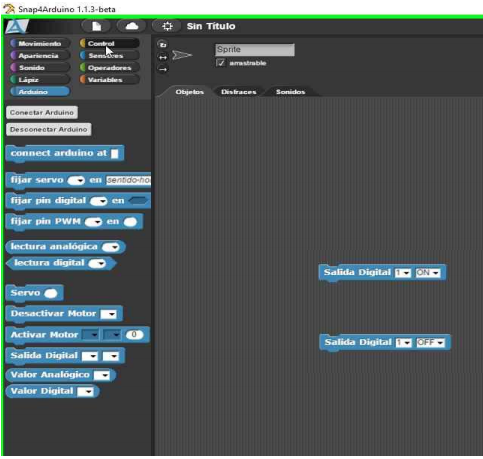 Snap4Arduino 1.1.3-beta
Sin Título
Movimiento Control
Apariencia Sensores
Sonido Operadores
Lápiz Variables
Arduino
Sprite
arrastrable
Objetos Disfraces Sonidos
Conectar Arduino
Desconectar Arduino
connect arduino at
fijar servo en sentido-ho
fijar pin digital en
fijar pin PWM en
lectura analógica
lectura digital
Salida Digital 1 ON
Servo
Desactivar Motor
Activar Motor 0
Salida Digital 1 OFF
Salida Digital
Valor Analógico
Valor Digital